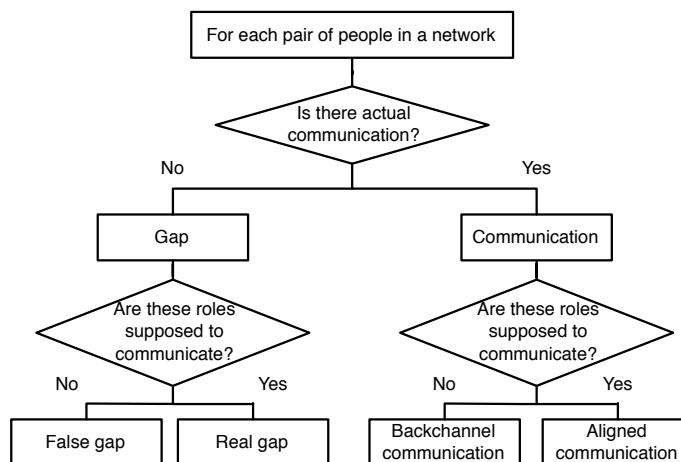 For each pair of people in a network
Is there actual
communication?
No
Yes
Gap
Communication
Are these roles
supposed to
communicate?
Are these roles
supposed to
communicate?
No
Yes
No
Yes
False gap
Real gap
Backchannel
communication
Aligned
communication